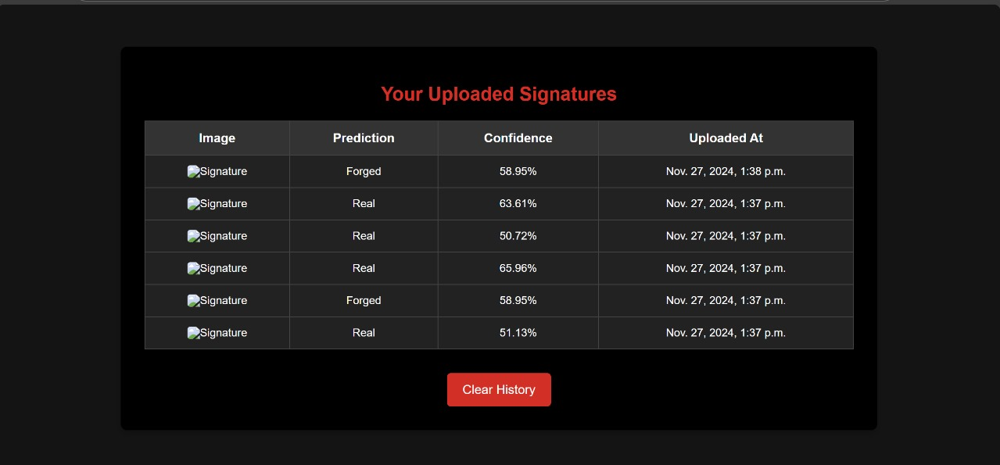 Your Uploaded Signatures
Image Prediction Confidence Uploaded At
Signature Forged 58.95% Nov. 27, 2024, 1:38 p.m.
Signature Real 63.61% Nov. 27, 2024, 1:37 p.m.
Signature Real 50.72% Nov. 27, 2024, 1:37 p.m.
Signature Real 65.96% Nov. 27, 2024, 1:37 p.m.
Signature Forged 58.95% Nov. 27, 2024, 1:37 p.m.
Signature Real 51.13% Nov. 27, 2024, 1:37 p.m.
Clear History